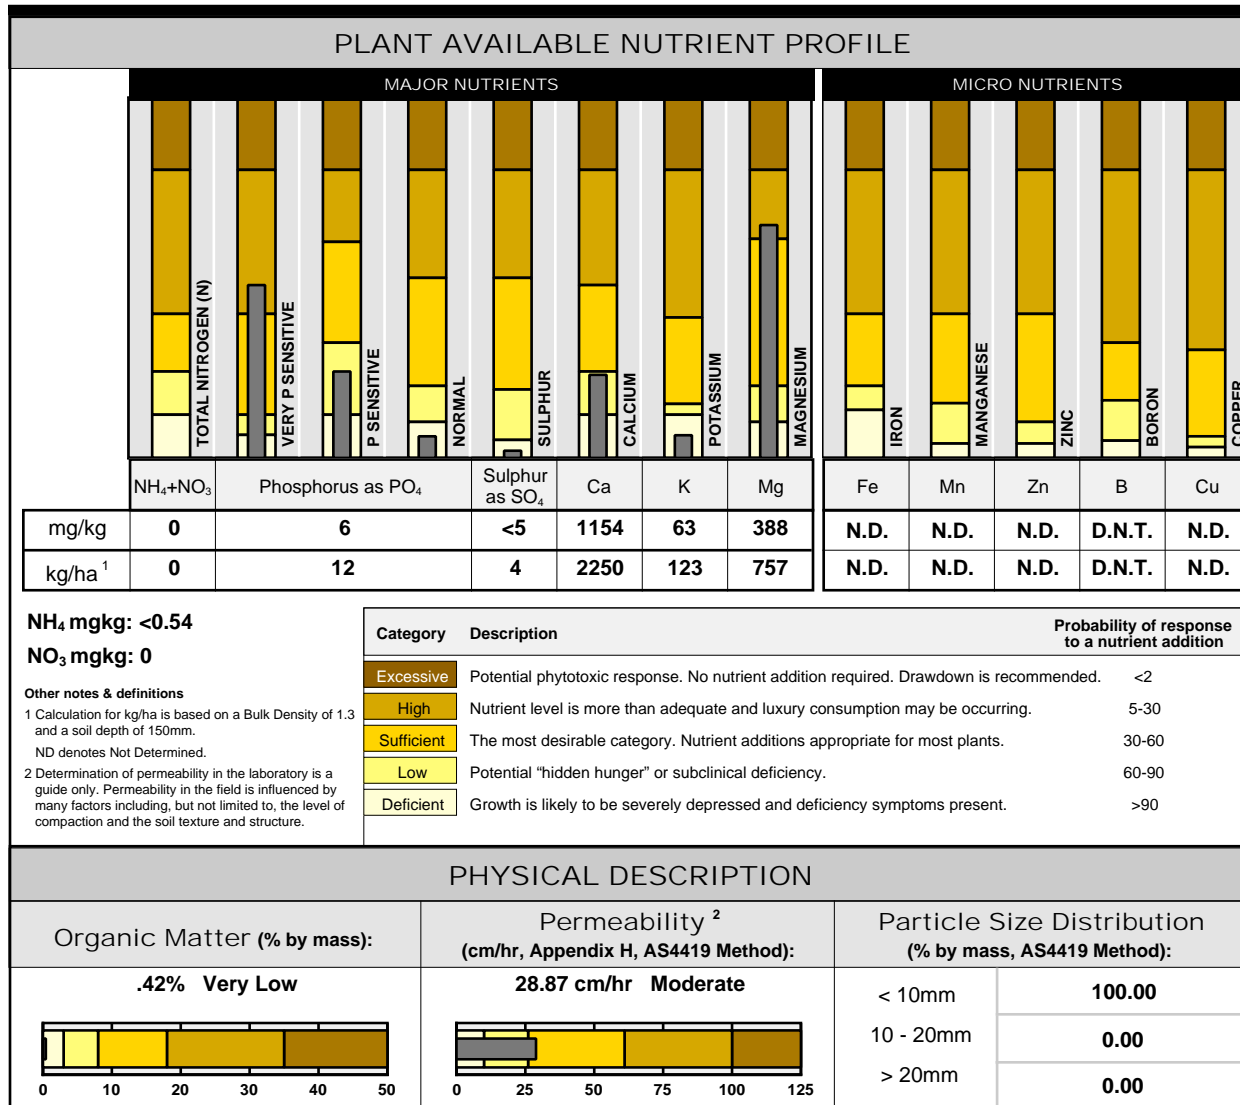 PLANT AVAILABLE NUTRIENT PROFILE
MAJOR NUTRIENTS
MICRO NUTRIENTS
TOTAL NITROGEN (N)
VERY P SENSITIVE
P SENSITIVE
NORMAL
SULPHUR
CALCIUM
POTASSIUM
MAGNESIUM
IRON
MANGANESE
ZINC
BORON
COPPER
NH₄+NO₃ Phosphorus as PO₄ Sulphur as SO₄ Ca K Mg Fe Mn Zn B Cu
mg/kg 0 6 <5 1154 63 388 N.D. N.D. N.D. D.N.T. N.D.
kg/ha ¹ 0 12 4 2250 123 757 N.D. N.D. N.D. D.N.T. N.D.
NH₄ mgkg: <0.54
NO₃ mgkg: 0
Other notes & definitions
1 Calculation for kg/ha is based on a Bulk Density of 1.3
and a soil depth of 150mm.
ND denotes Not Determined.
2 Determination of permeability in the laboratory is a
guide only. Permeability in the field is influenced by
many factors including, but not limited to, the level of
compaction and the soil texture and structure.
Category Description Probability of response
to a nutrient addition
Excessive Potential phytotoxic response. No nutrient addition required. Drawdown is recommended. <2
High Nutrient level is more than adequate and luxury consumption may be occurring. 5-30
Sufficient The most desirable category. Nutrient additions appropriate for most plants. 30-60
Low Potential “hidden hunger” or subclinical deficiency. 60-90
Deficient Growth is likely to be severely depressed and deficiency symptoms present. >90
PHYSICAL DESCRIPTION
Organic Matter (% by mass):
.42% Very Low
0 10 20 30 40 50
Permeability ²
(cm/hr, Appendix H, AS4419 Method):
28.87 cm/hr Moderate
0 25 50 75 100 125
Particle Size Distribution
(% by mass, AS4419 Method):
< 10mm 100.00
10 - 20mm 0.00
> 20mm 0.00